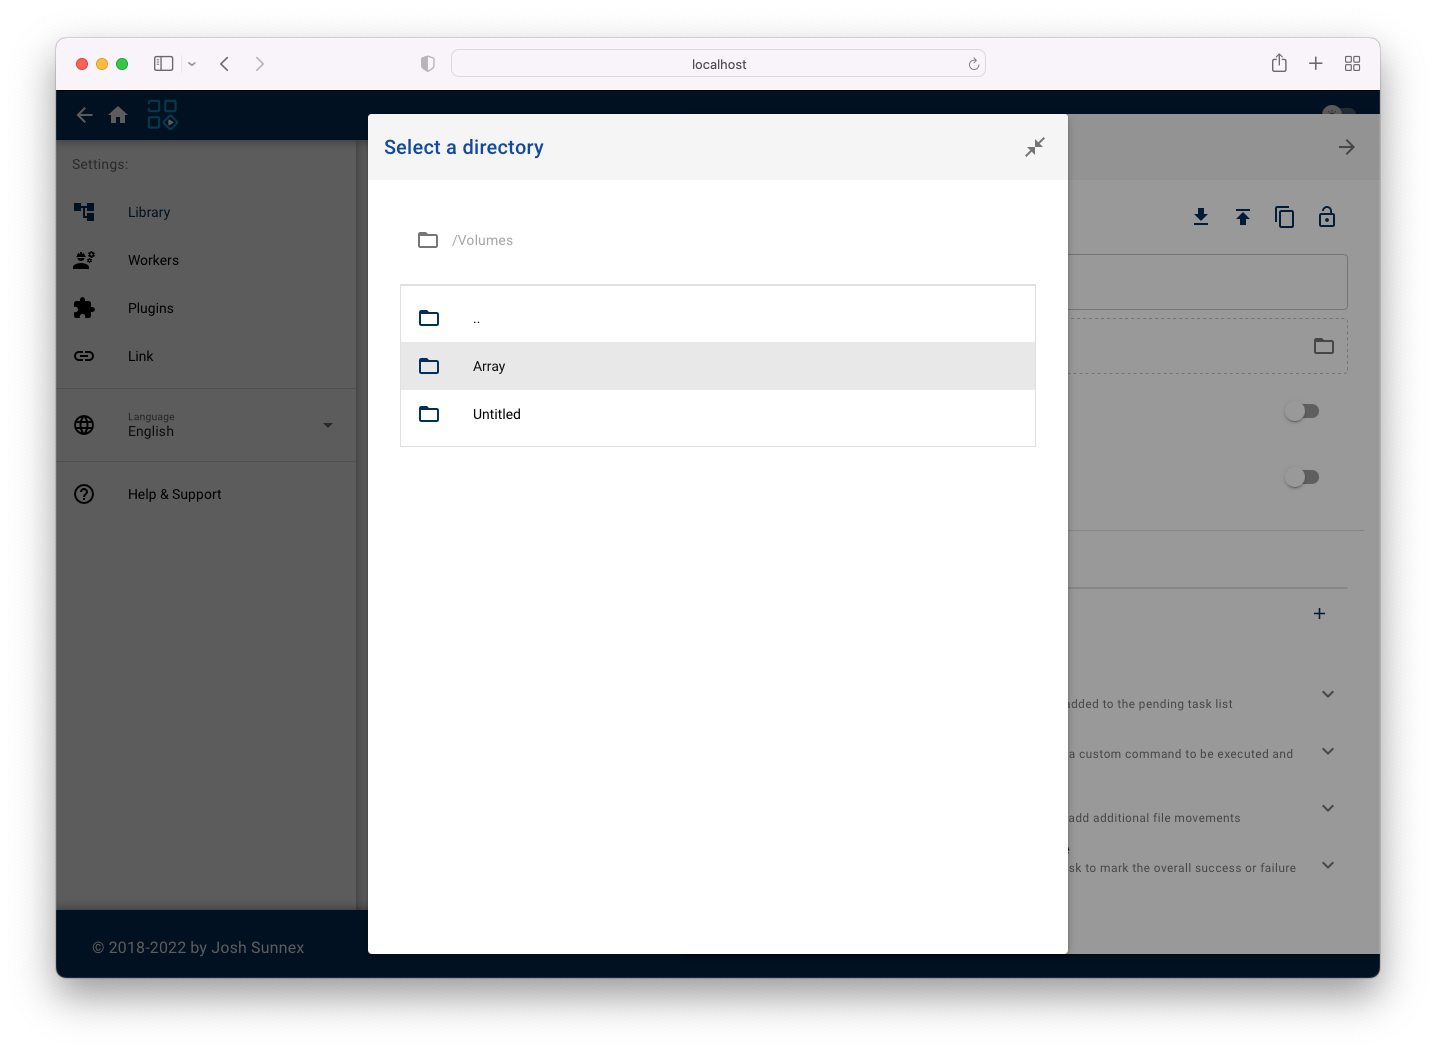 localhost
Select a directory
Settings:
Library
/Volumes
Workers
Plugins
..
Link
Array
Untitled
Language
English
Help & Support
added to the pending task list
a custom command to be executed and
add additional file movements
sk to mark the overall success or failure
© 2018-2022 by Josh Sunnex